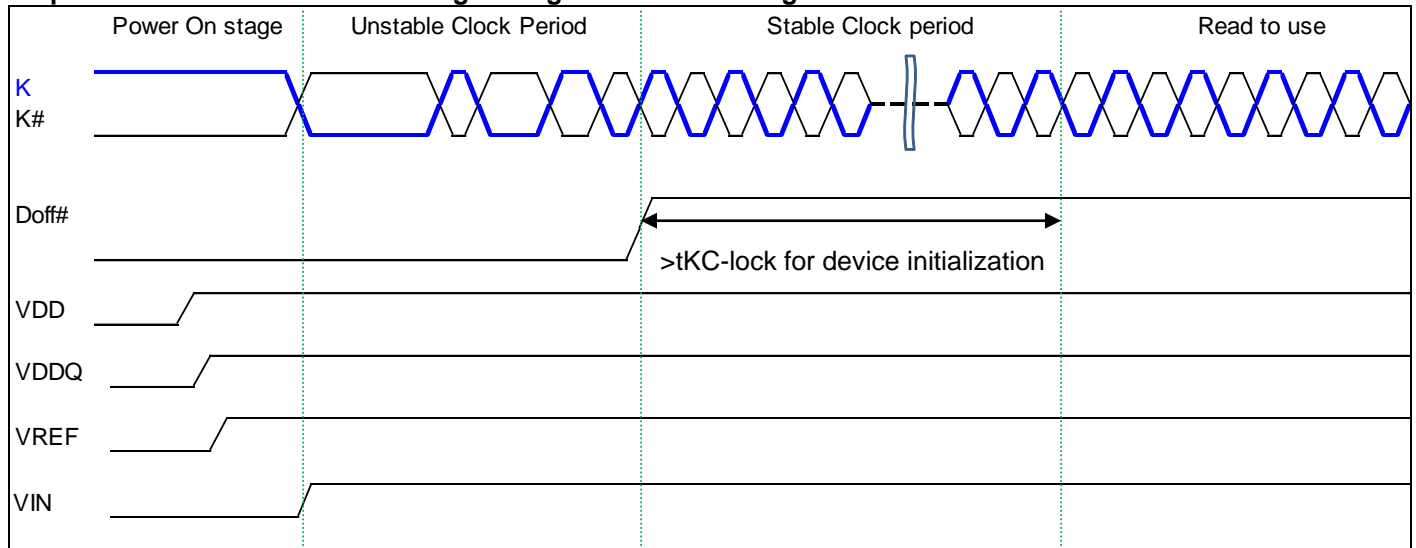 Power On stage Unstable Clock Period Stable Clock period Read to use
K
K#
Doff#
>tKC-lock for device initialization
VDD
VDDQ
VREF
VIN